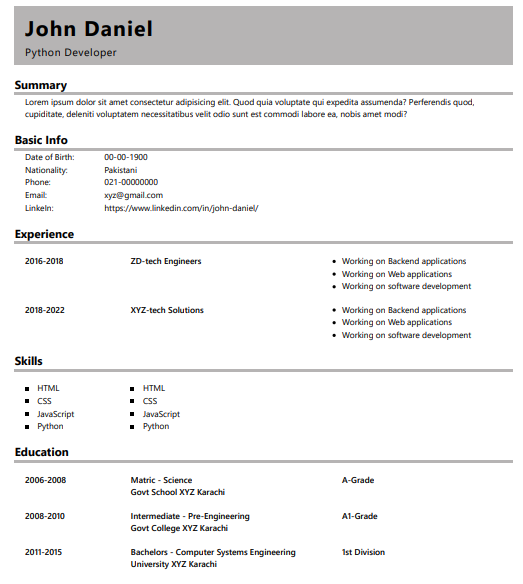 John Daniel
Python Developer
Summary
Lorem ipsum dolor sit amet consectetur adipisicing elit. Quod quia voluptate qui expedita assumenda? Perferendis quod,
cupiditate, deleniti voluptatem necessitatibus velit odio sunt est commodi labore ea, nobis amet modi?
Basic Info
Date of Birth: 00-00-1900
Nationality: Pakistani
Phone: 021-00000000
Email: xyz@gmail.com
LinkeIn: https://www.linkedin.com/in/john-daniel/
Experience
2016-2018 ZD-tech Engineers • Working on Backend applications
• Working on Web applications
• Working on software development
2018-2022 XYZ-tech Solutions • Working on Backend applications
• Working on Web applications
• Working on software development
Skills
▪ HTML ▪ HTML
▪ CSS ▪ CSS
▪ JavaScript ▪ JavaScript
▪ Python ▪ Python
Education
2006-2008 Matric - Science A-Grade
Govt School XYZ Karachi
2008-2010 Intermediate - Pre-Engineering A1-Grade
Govt College XYZ Karachi
2011-2015 Bachelors - Computer Systems Engineering 1st Division
University XYZ Karachi